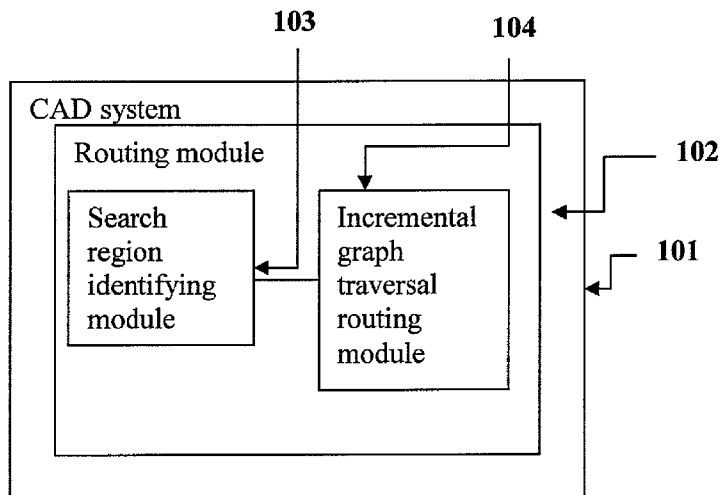 103
104
CAD system
Routing module
102
Search
region
identifying
module
Incremental
graph
traversal
routing
module
101